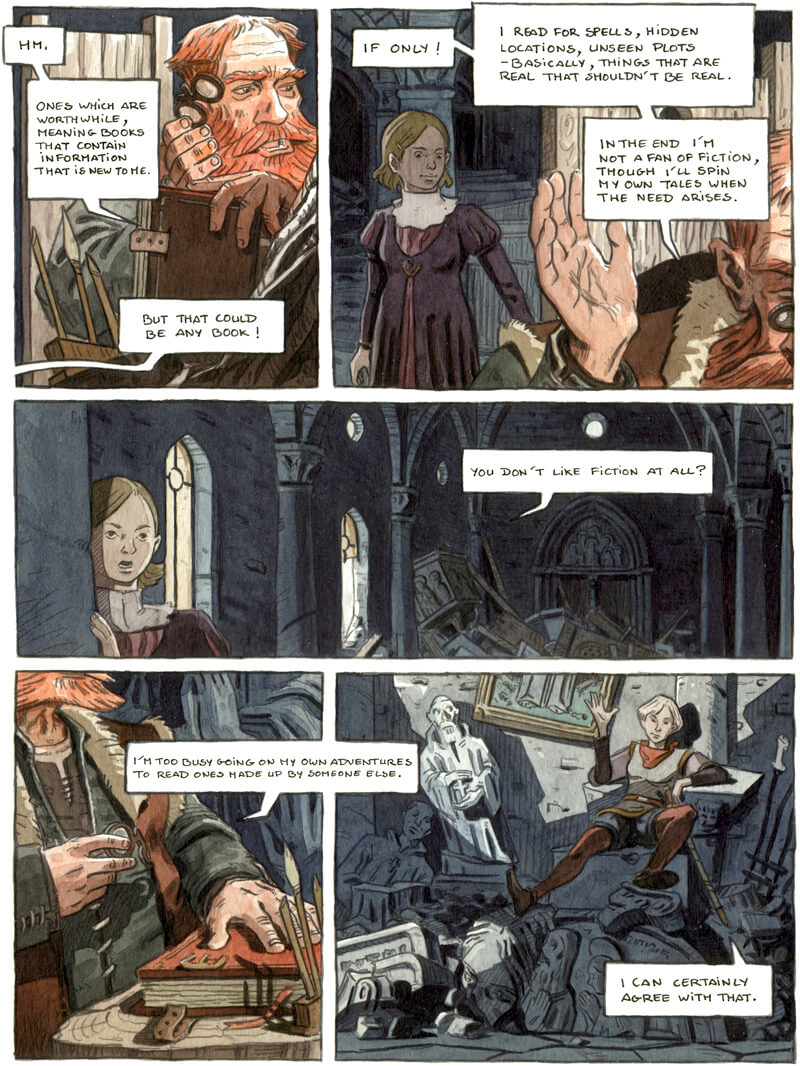 HM.
ONES WHICH ARE
WORTHWHILE,
MEANING BOOKS
THAT CONTAIN
INFORMATION
THAT IS NEW TO ME.
BUT THAT COULD
BE ANY BOOK!
IF ONLY!
I READ FOR SPELLS, HIDDEN
LOCATIONS, UNSEEN PLOTS
-BASICALLY, THINGS THAT ARE
REAL THAT SHOULDN'T BE REAL.
IN THE END I'M
NOT A FAN OF FICTION,
THOUGH I'LL SPIN
MY OWN TALES WHEN
THE NEED ARISES.
YOU DON'T LIKE FICTION AT ALL?
I'M TOO BUSY GOING ON MY OWN ADVENTURES
TO READ ONES MADE UP BY SOMEONE ELSE.
I CAN CERTAINLY
AGREE WITH THAT.